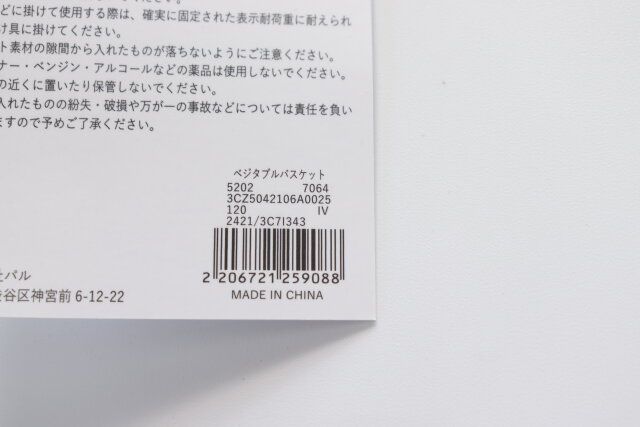 どに掛けて使用する際は、確実に固定された表示耐荷重に耐えられ
け具に掛けてください。
ト素材の隙間から入れたものが落ちないようにご注意ください。
ナー・ベンジン・アルコールなどの薬品は使用しないでください。
の近くに置いたり保管しないでください。
入れたものの紛失・破損や万が一の事故などについては責任を負い
ますので予めご了承ください。
ベジタブルバスケット
5202 7064
3CZ5042106A0025
120 IV
2421/3C7I343
2 206721 259088
MADE IN CHINA
社パル
渋谷区神宮前 6-12-22